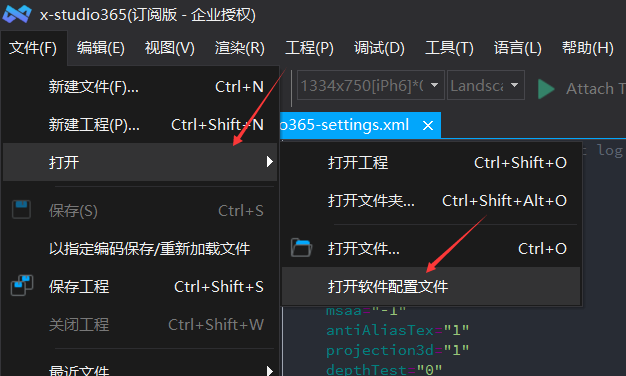 x-studio365(订阅版 - 企业授权)
文件(F) 编辑(E) 视图(V) 渲染(R) 工程(P) 调试(D) 工具(T) 语言(L) 帮助(H)
新建文件(F)... Ctrl+N
1334x750[iPh6]* Landsca Attach T
新建工程(P)... Ctrl+Shift+N
o365-settings.xml ×
log
打开
打开工程 Ctrl+Shift+O
打开文件夹... Ctrl+Shift+Alt+O
保存(S) Ctrl+S
以指定编码保存/重新加载文件
打开文件... Ctrl+O
保存工程 Ctrl+Shift+S
打开软件配置文件
msaa="-1"
关闭工程 Ctrl+Shift+W
antiAliasTex="1"
projection3d="1"
最近文件
depthTest="0"